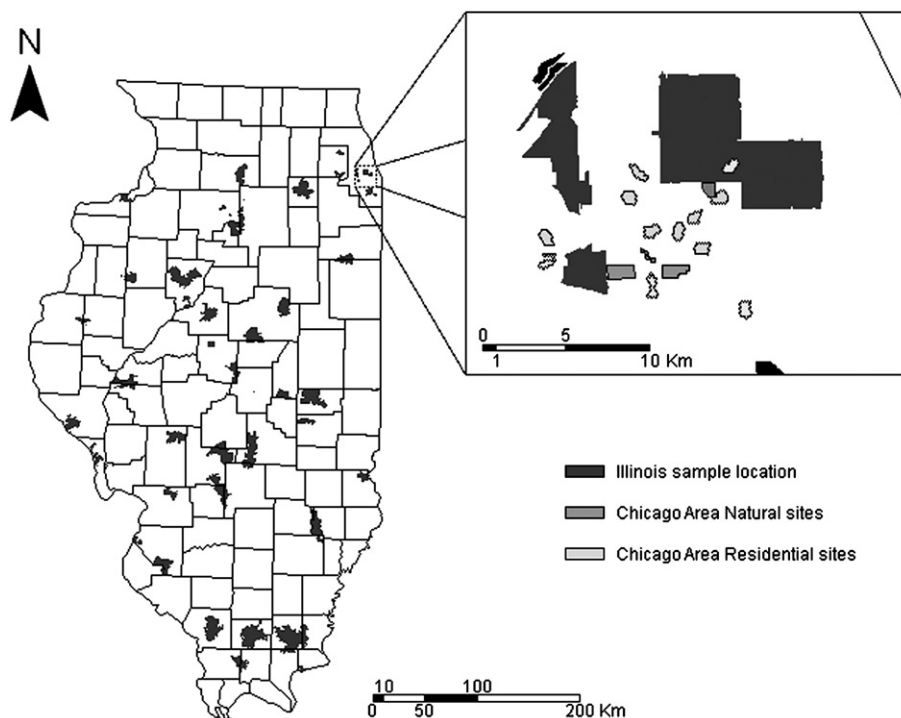 N
0 5
1 10 Km
Illinois sample location
Chicago Area Natural sites
Chicago Area Residential sites
10 100
0 50 200 Km